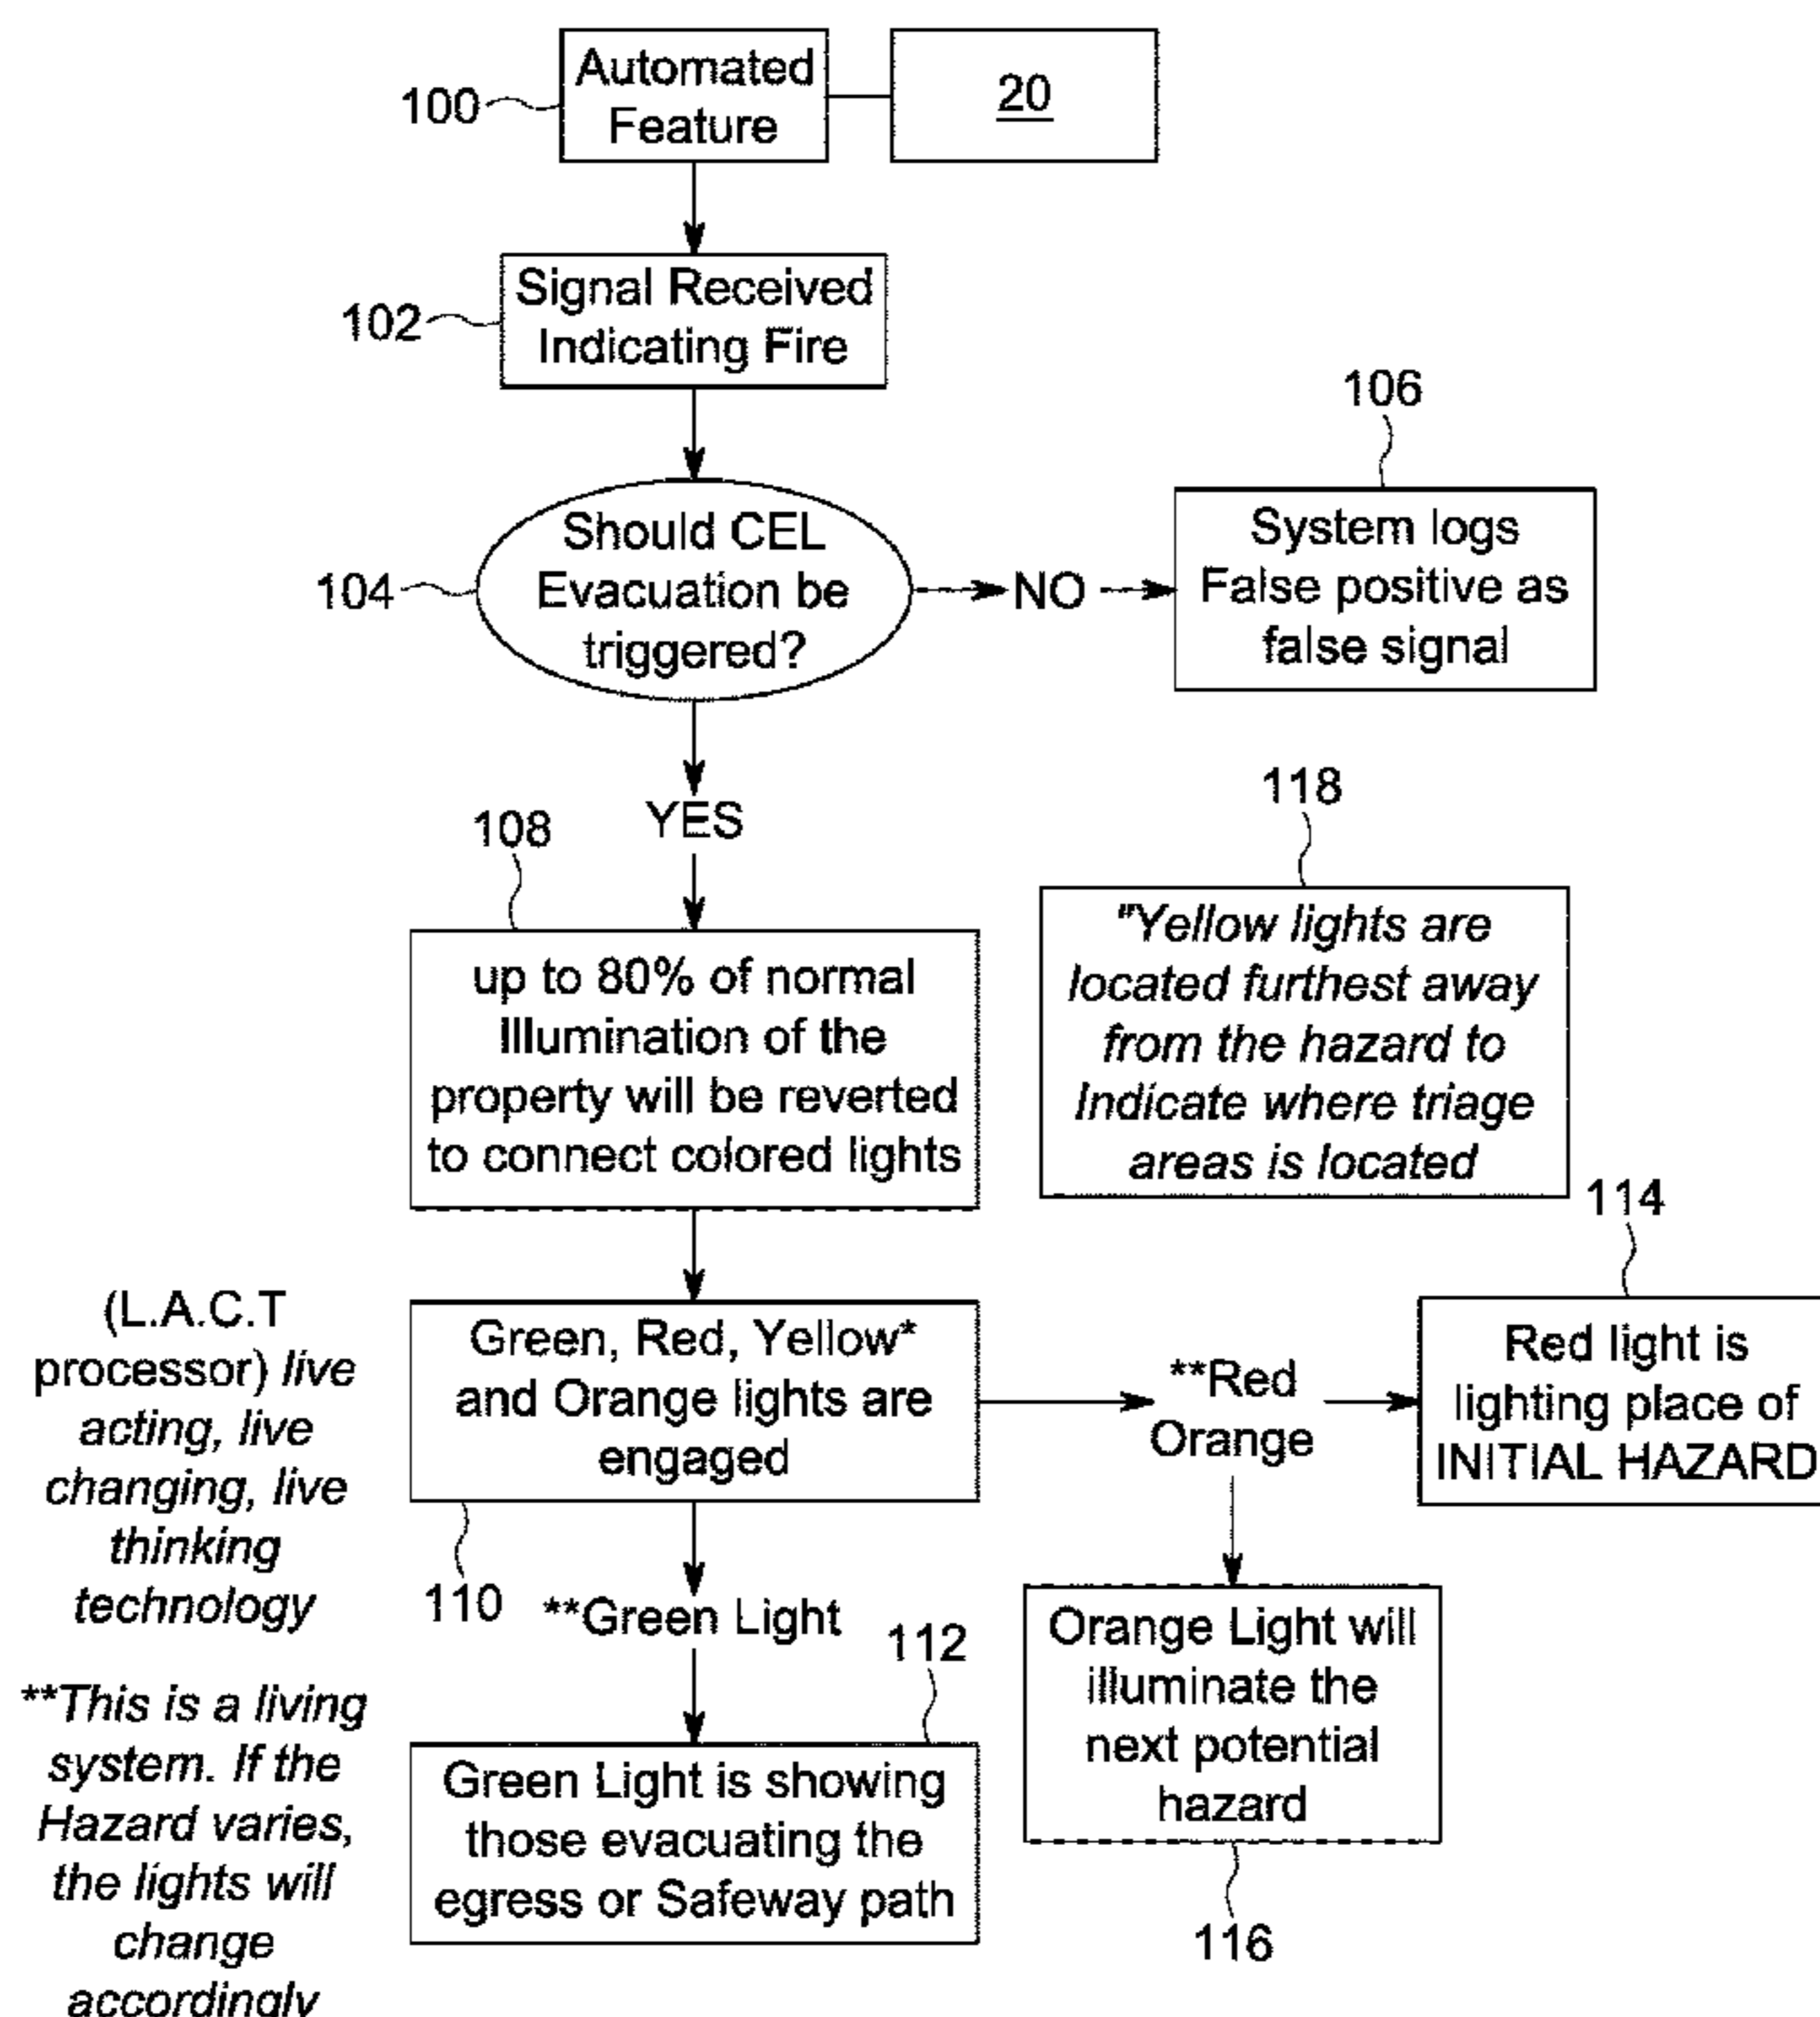 100
Automated
Feature
20
102
Signal Received
Indicating Fire
104
Should CEL
Evacuation be
triggered?
NO
106
System logs
False positive as
false signal
YES
108
up to 80% of normal
Illumination of the
property will be reverted
to connect colored lights
118
"Yellow lights are
located furthest away
from the hazard to
Indicate where triage
areas is located
(L.A.C.T
processor) live
acting, live
changing, live
thinking
technology
**This is a living
system. If the
Hazard varies,
the lights will
change
accordingly
Green, Red, Yellow*
and Orange lights are
engaged
110
**Red
Orange
114
Red light is
lighting place of
INITIAL HAZARD
**Green Light
112
Green Light is showing
those evacuating the
egress or Safeway path
Orange Light will
illuminate the
next potential
hazard
116